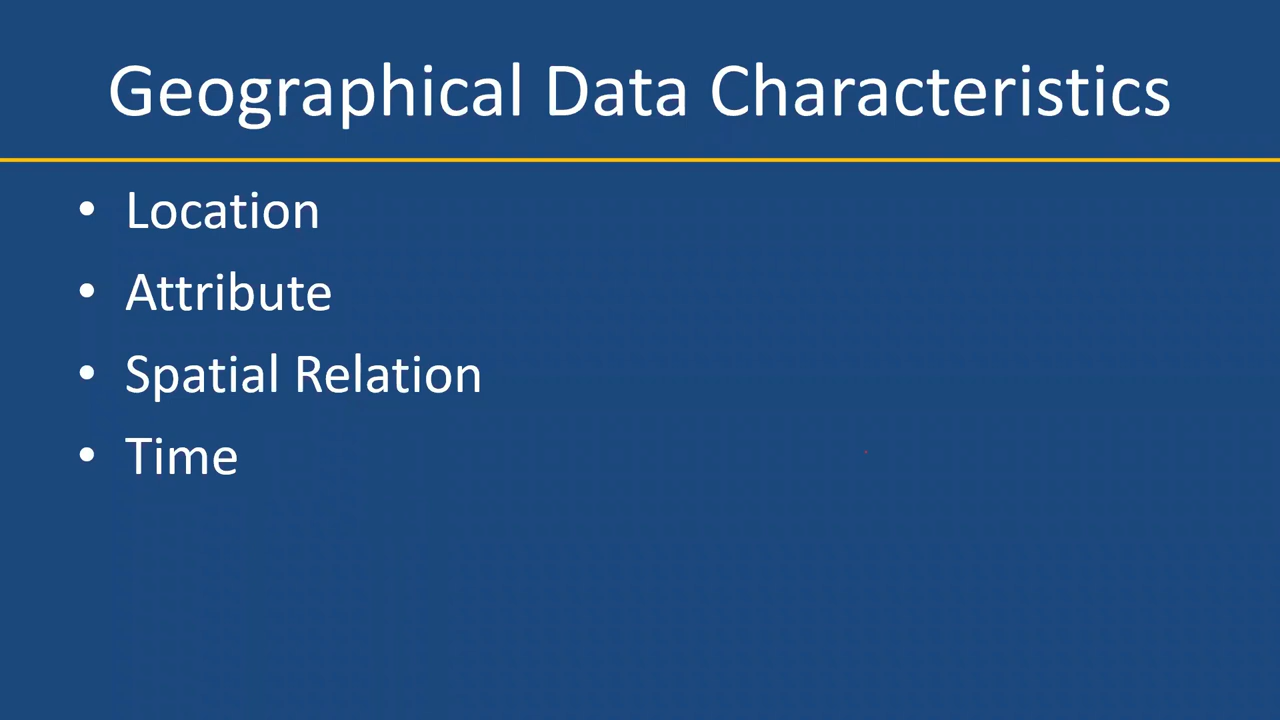 Geographical Data Characteristics
• Location
• Attribute
• Spatial Relation
• Time